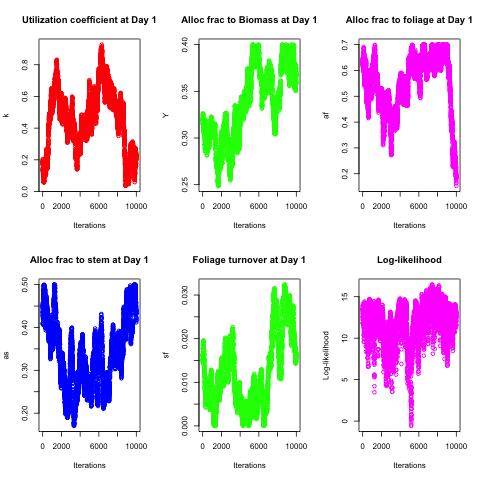 Utilization coefficient at Day 1
k
0.0 0.2 0.4 0.6 0.8
0 2000 6000 10000
Iterations
Alloc frac to Biomass at Day 1
Y
0.25 0.30 0.35 0.40
0 2000 6000 10000
Iterations
Alloc frac to foliage at Day 1
af
0.2 0.3 0.4 0.5 0.6 0.7
0 2000 6000 10000
Iterations
Alloc frac to stem at Day 1
as
0.20 0.30 0.40 0.50
0 2000 6000 10000
Iterations
Foliage turnover at Day 1
sf
0.000 0.010 0.020 0.030
0 2000 6000 10000
Iterations
Log-likelihood
Log-likelihood
0 5 10 15
0 2000 6000 10000
Iterations